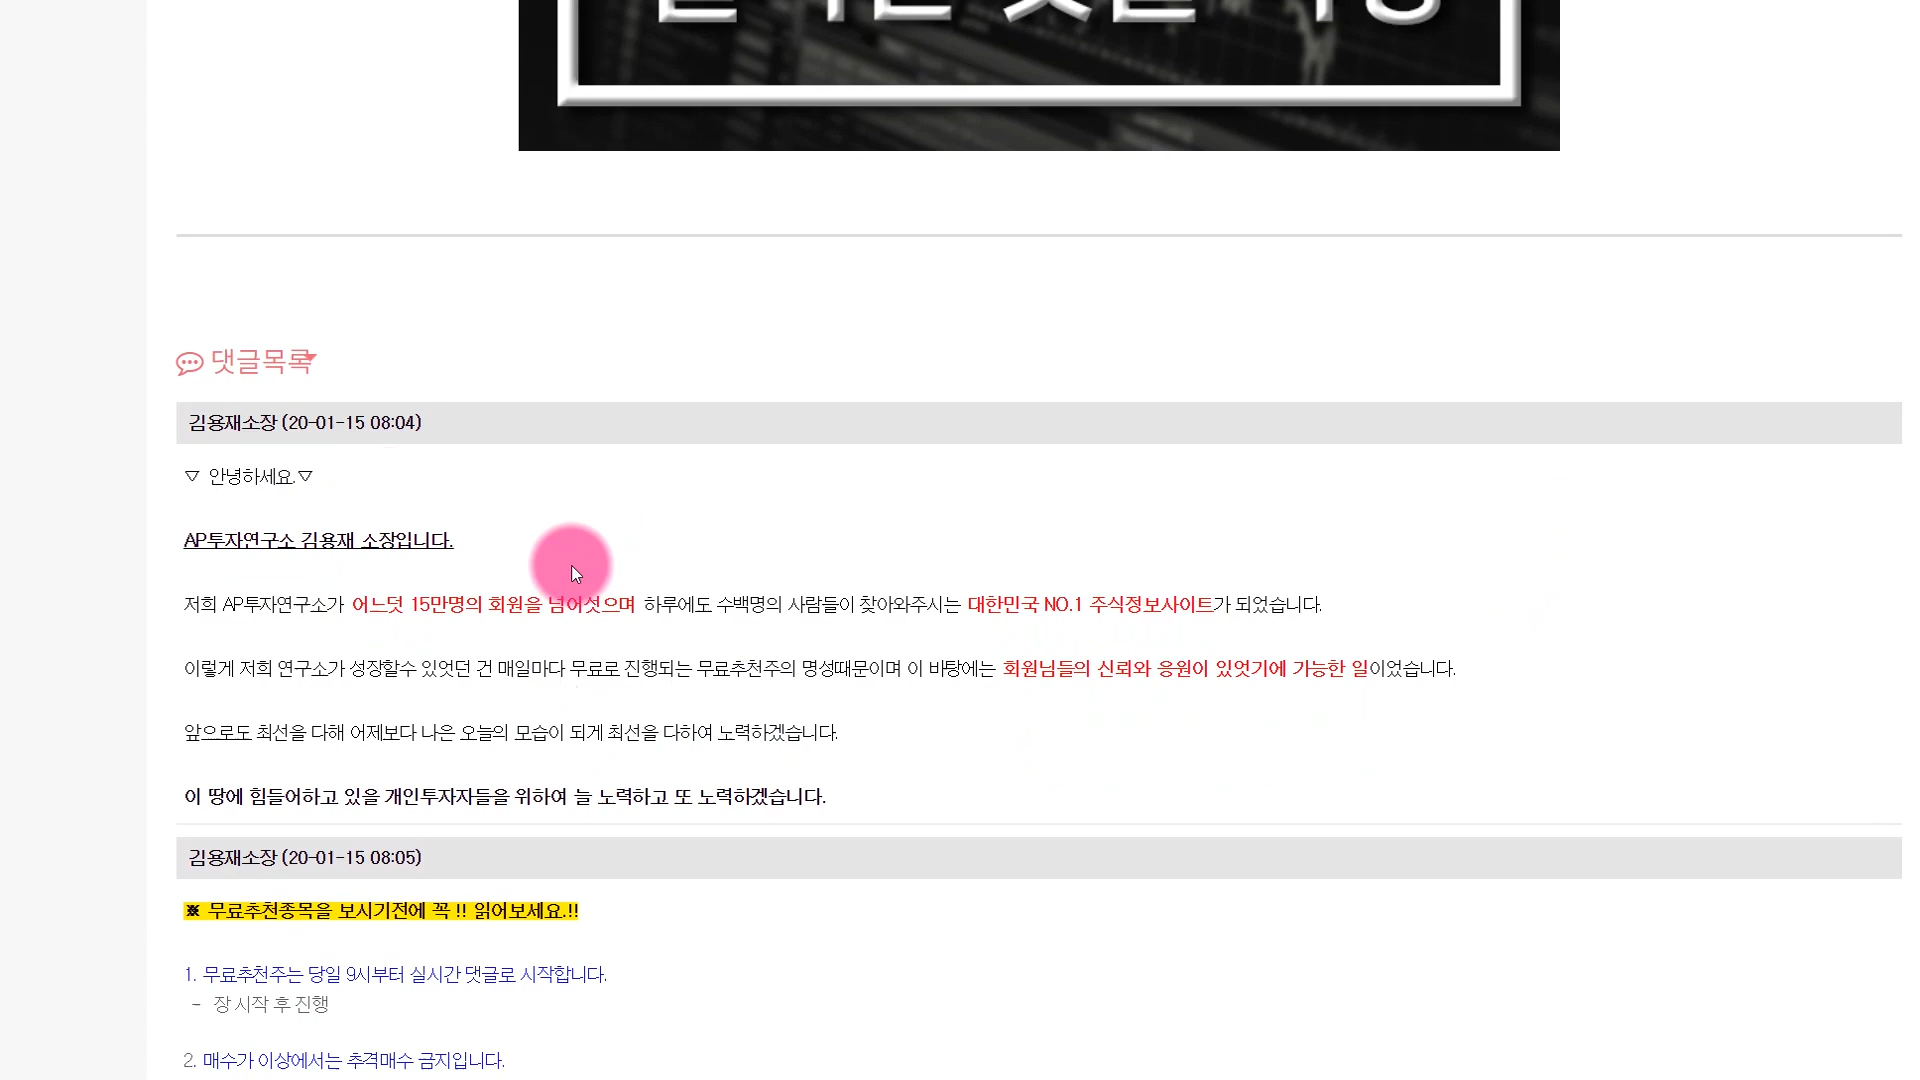 댓글목록
김용재소장 (20-01-15 08:04)
▽ 안녕하세요.▽
AP투자연구소 김용재 소장입니다.
저희 AP투자연구소가 어느덧 15만명의 회원을 넘어섯으며 하루에도 수백명의 사람들이 찾아와주시는 대한민국 NO.1 주식정보사이트가 되었습니다.
이렇게 저희 연구소가 성장할수 있엇던 건 매일마다 무료로 진행되는 무료추천주의 명성때문이며 이 바탕에는 회원님들의 신뢰와 응원이 있엇기에 가능한 일이었습니다.
앞으로도 최선을 다해 어제보다 나은 오늘의 모습이 되게 최선을 다하여 노력하겠습니다.
이 땅에 힘들어하고 있을 개인투자자들을 위하여 늘 노력하고 또 노력하겠습니다.
김용재소장 (20-01-15 08:05)
※ 무료추천종목을 보시기전에 꼭 !! 읽어보세요.!!
1. 무료추천주는 당일 9시부터 실시간 댓글로 시작합니다.
- 장 시작 후 진행
2. 매수가 이상에서는 추격매수 금지입니다.